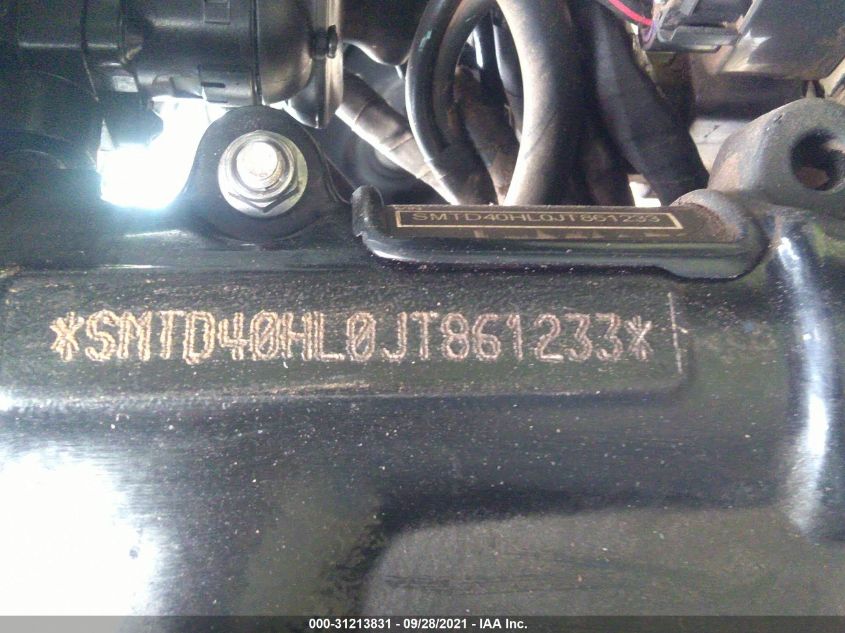 SMTD40HL0JT861233
*SMTD40HL0JT861233*
000-31213831 - 09/28/2021 - IAA Inc.